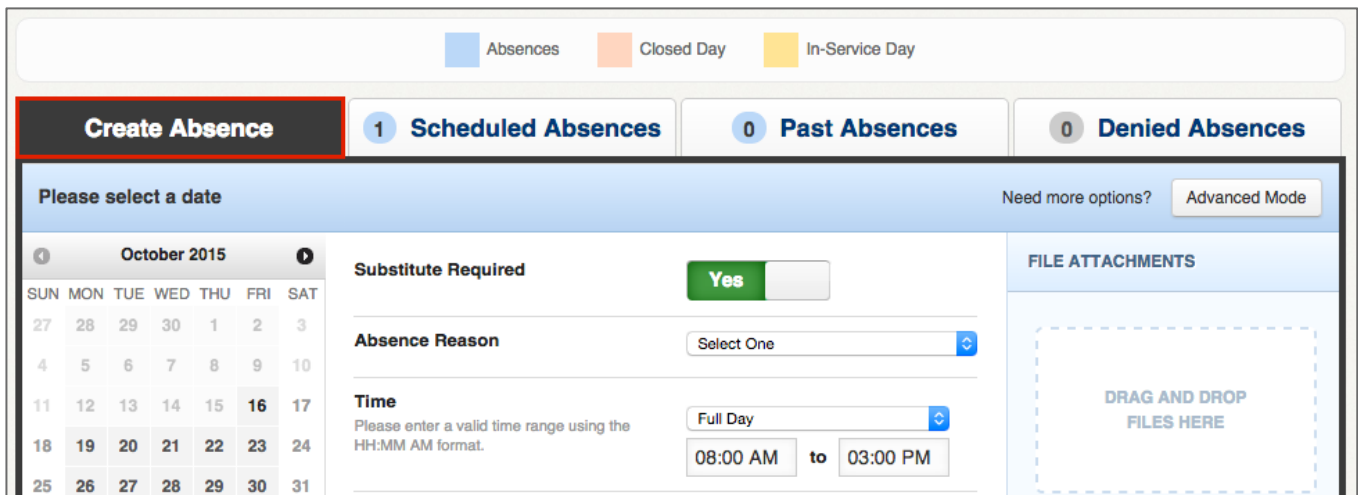 Absences Closed Day In-Service Day
Create Absence 1 Scheduled Absences 0 Past Absences 0 Denied Absences
Please select a date Need more options? Advanced Mode
October 2015
SUN MON TUE WED THU FRI SAT
27 28 29 30 1 2 3
4 5 6 7 8 9 10
11 12 13 14 15 16 17
18 19 20 21 22 23 24
25 26 27 28 29 30 31
Substitute Required Yes
Absence Reason Select One
Time Full Day
Please enter a valid time range using the
HH:MM AM format.
08:00 AM to 03:00 PM
FILE ATTACHMENTS
DRAG AND DROP
FILES HERE